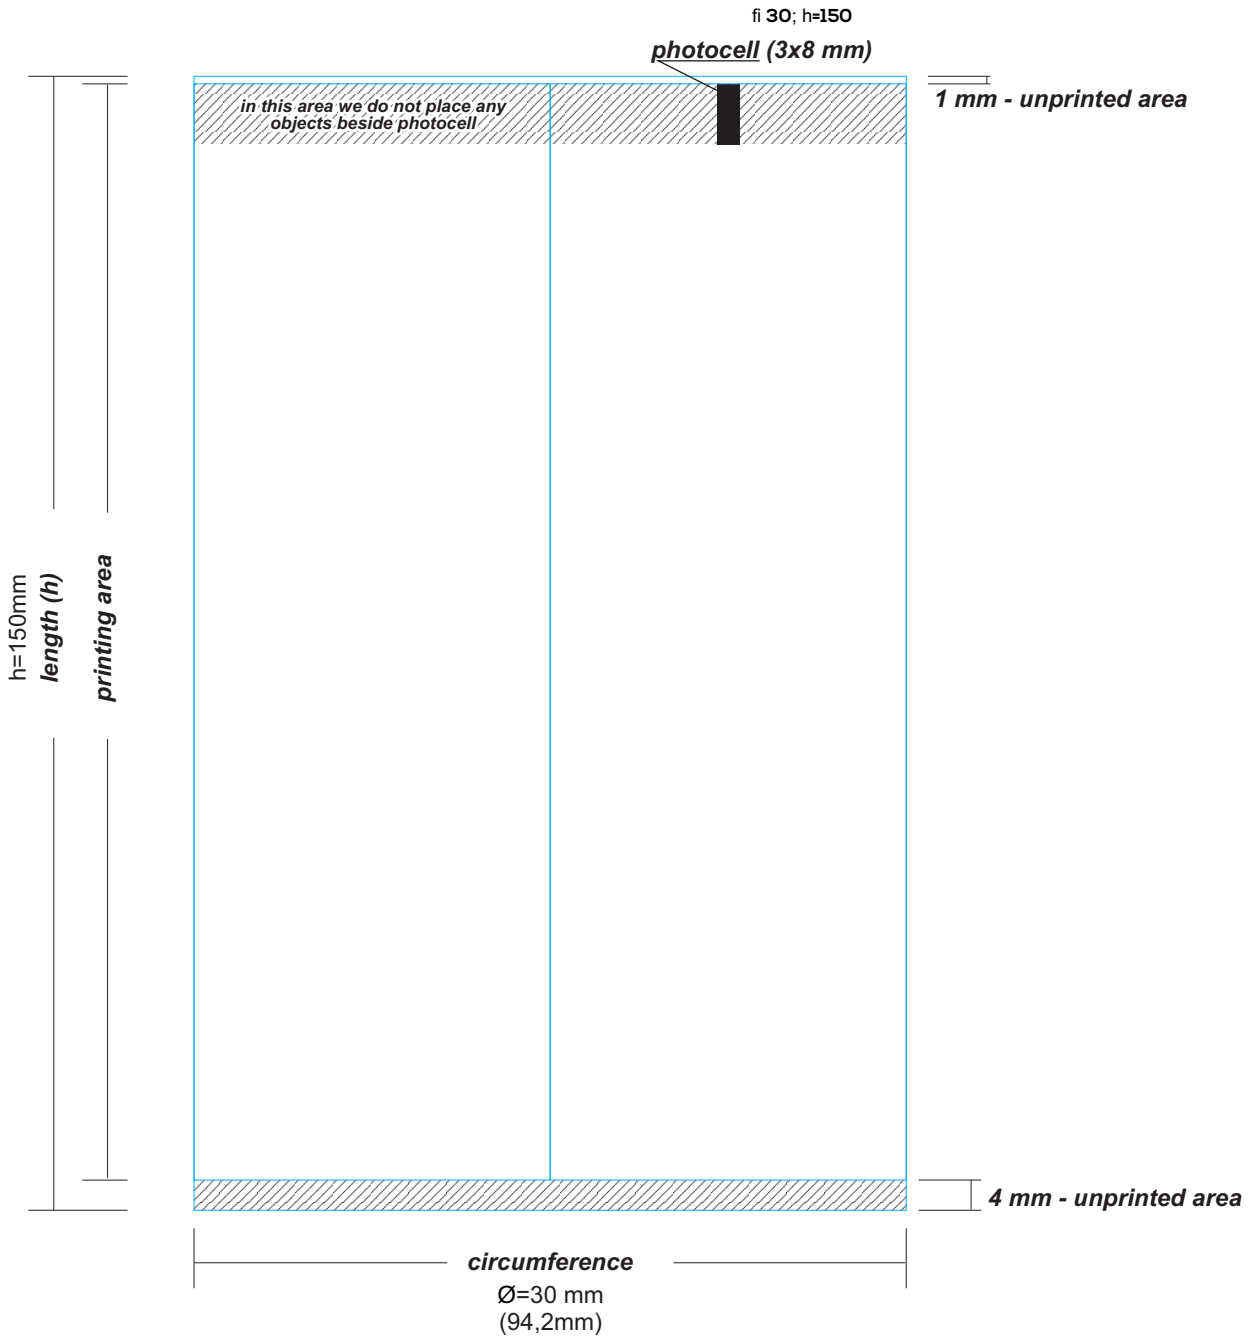 fi 30; h=150
photocell (3x8 mm)
1 mm - unprinted area
in this area we do not place any
objects beside photocell
h=150mm
length (h)
printing area
4 mm - unprinted area
circumference
Ø=30 mm
(94,2mm)